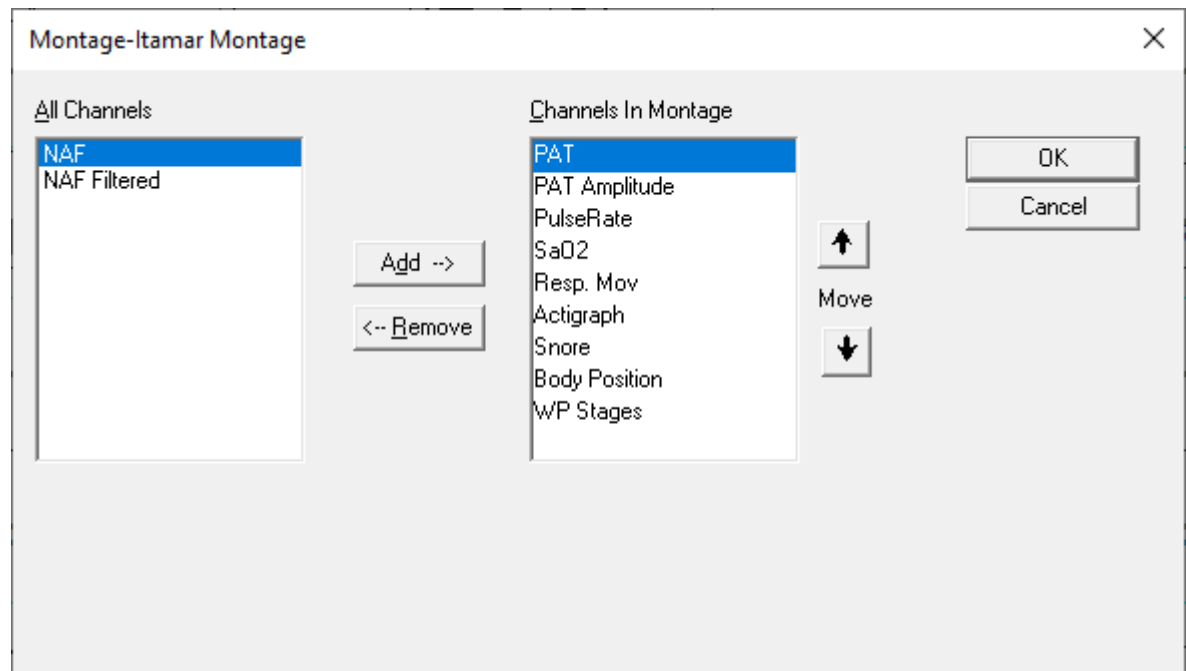 Montage-Itamar Montage
All Channels
NAF
NAF Filtered
Add -->
<-- Remove
Channels In Montage
PAT
PAT Amplitude
PulseRate
SaO2
Resp. Mov
Actigraph
Snore
Body Position
WP Stages
Move
OK
Cancel